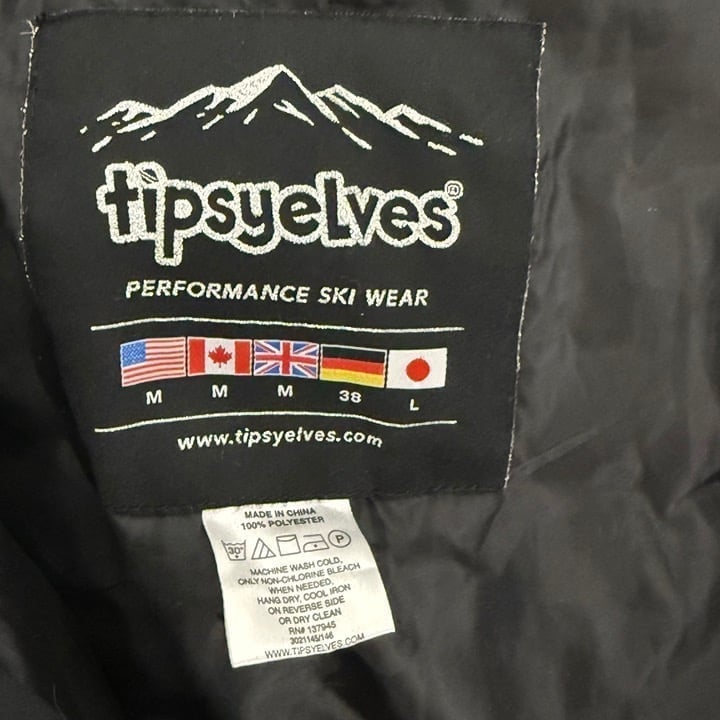 tipsyelves®
PERFORMANCE SKI WEAR
M M M 38 L
www.tipsyelves.com
MADE IN CHINA
100% POLYESTER
30° P
MACHINE WASH COLD,
ONLY NON-CHLORINE BLEACH
WHEN NEEDED,
HANG DRY, COOL IRON
ON REVERSE SIDE
OR DRY CLEAN
RN# 137945
3021145/146
WWW.TIPSYELVES.COM